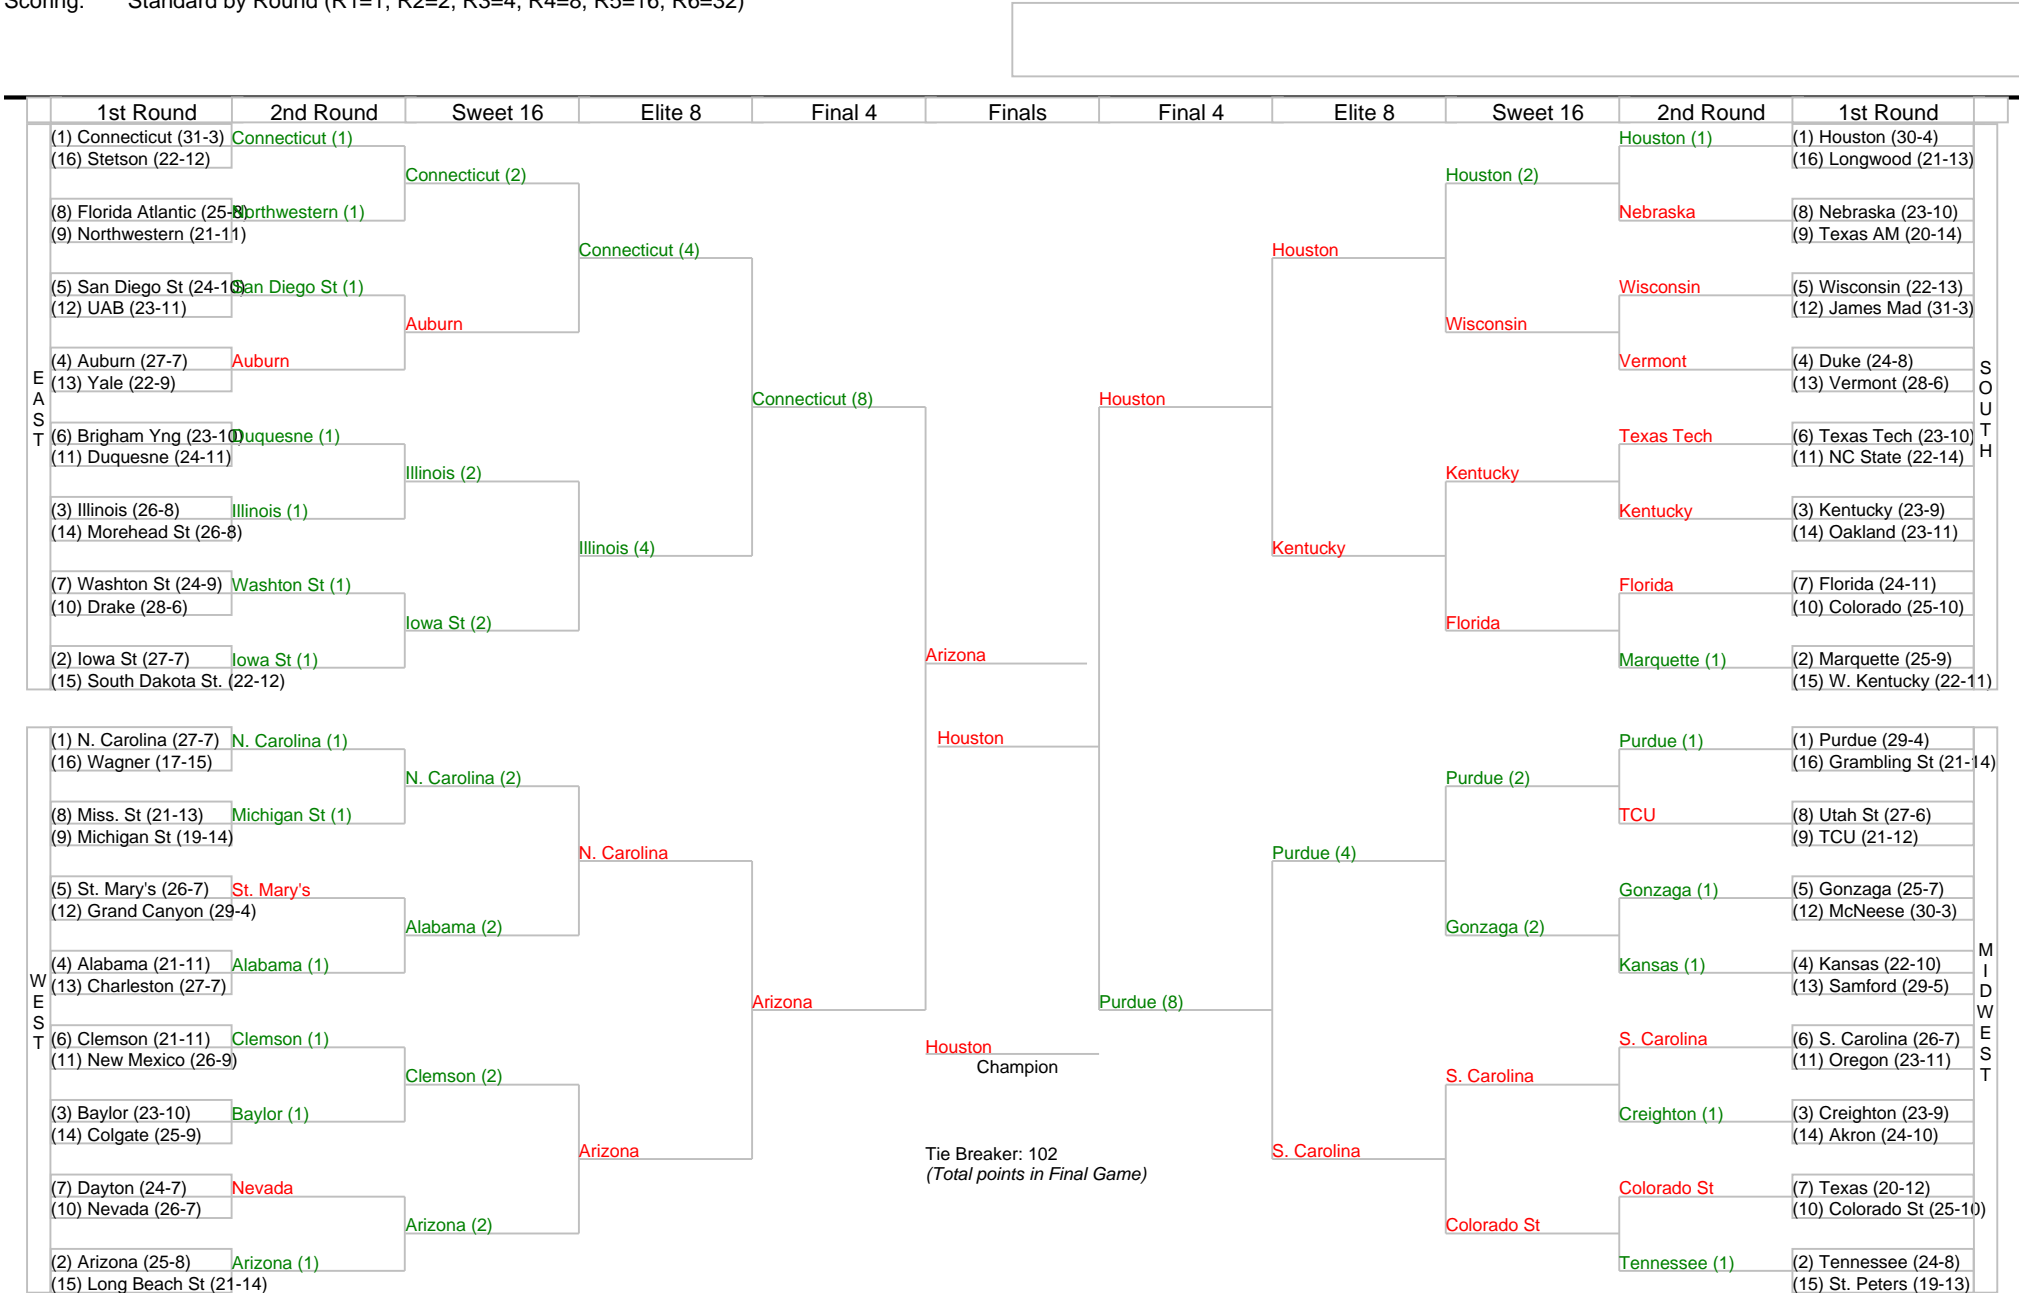 Scoring: Standard by Round (R1=1, R2=2, R3=4, R4=8, R5=16, R6=32)
1st Round 2nd Round Sweet 16 Elite 8 Final 4 Finals Final 4 Elite 8 Sweet 16 2nd Round 1st Round
EAST
(1) Connecticut (31-3)
(16) Stetson (22-12)
(8) Florida Atlantic (25-8)
(9) Northwestern (21-11)
(5) San Diego St (24-10)
(12) UAB (23-11)
(4) Auburn (27-7)
(13) Yale (22-9)
(6) Brigham Yng (23-10)
(11) Duquesne (24-11)
(3) Illinois (26-8)
(14) Morehead St (26-8)
(7) Washton St (24-9)
(10) Drake (28-6)
(2) Iowa St (27-7)
(15) South Dakota St. (22-12)
Connecticut (1)
Northwestern (1)
San Diego St (1)
Auburn
Duquesne (1)
Illinois (1)
Washton St (1)
Iowa St (1)
Connecticut (2)
Auburn
Illinois (2)
Iowa St (2)
Connecticut (4)
Illinois (4)
Connecticut (8)
WEST
(1) N. Carolina (27-7)
(16) Wagner (17-15)
(8) Miss. St (21-13)
(9) Michigan St (19-14)
(5) St. Mary's (26-7)
(12) Grand Canyon (29-4)
(4) Alabama (21-11)
(13) Charleston (27-7)
(6) Clemson (21-11)
(11) New Mexico (26-9)
(3) Baylor (23-10)
(14) Colgate (25-9)
(7) Dayton (24-7)
(10) Nevada (26-7)
(2) Arizona (25-8)
(15) Long Beach St (21-14)
N. Carolina (1)
Michigan St (1)
St. Mary's
Alabama (1)
Clemson (1)
Baylor (1)
Nevada
Arizona (1)
N. Carolina (2)
Alabama (2)
Clemson (2)
Arizona (2)
N. Carolina
Arizona
Arizona
Arizona
Houston
Houston
Champion
Tie Breaker: 102
(Total points in Final Game)
Houston
Houston
Kentucky
Houston (2)
Wisconsin
Kentucky
Florida
Houston (1)
Nebraska
Wisconsin
Vermont
Texas Tech
Kentucky
Florida
Marquette (1)
(1) Houston (30-4)
(16) Longwood (21-13)
(8) Nebraska (23-10)
(9) Texas AM (20-14)
(5) Wisconsin (22-13)
(12) James Mad (31-3)
(4) Duke (24-8)
(13) Vermont (28-6)
(6) Texas Tech (23-10)
(11) NC State (22-14)
(3) Kentucky (23-9)
(14) Oakland (23-11)
(7) Florida (24-11)
(10) Colorado (25-10)
(2) Marquette (25-9)
(15) W. Kentucky (22-11)
SOUTH
Purdue (8)
Purdue (4)
S. Carolina
Purdue (2)
Gonzaga (2)
S. Carolina
Colorado St
Purdue (1)
TCU
Gonzaga (1)
Kansas (1)
S. Carolina
Creighton (1)
Colorado St
Tennessee (1)
(1) Purdue (29-4)
(16) Grambling St (21-14)
(8) Utah St (27-6)
(9) TCU (21-12)
(5) Gonzaga (25-7)
(12) McNeese (30-3)
(4) Kansas (22-10)
(13) Samford (29-5)
(6) S. Carolina (26-7)
(11) Oregon (23-11)
(3) Creighton (23-9)
(14) Akron (24-10)
(7) Texas (20-12)
(10) Colorado St (25-10)
(2) Tennessee (24-8)
(15) St. Peters (19-13)
MIDWEST